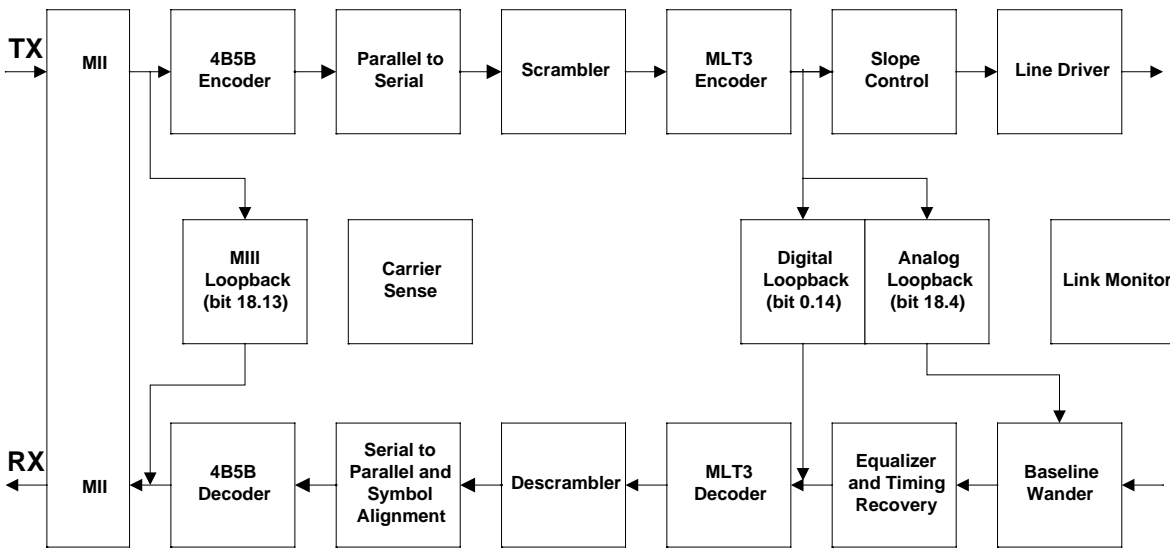 TX
MII
4B5B
Encoder
Parallel to
Serial
Scrambler
MLT3
Encoder
Slope
Control
Line Driver
MIII
Loopback
(bit 18.13)
Carrier
Sense
Digital
Loopback
(bit 0.14)
Analog
Loopback
(bit 18.4)
Link Monitor
RX
MII
4B5B
Decoder
Serial to
Parallel and
Symbol
Alignment
Descrambler
MLT3
Decoder
Equalizer
and Timing
Recovery
Baseline
Wander